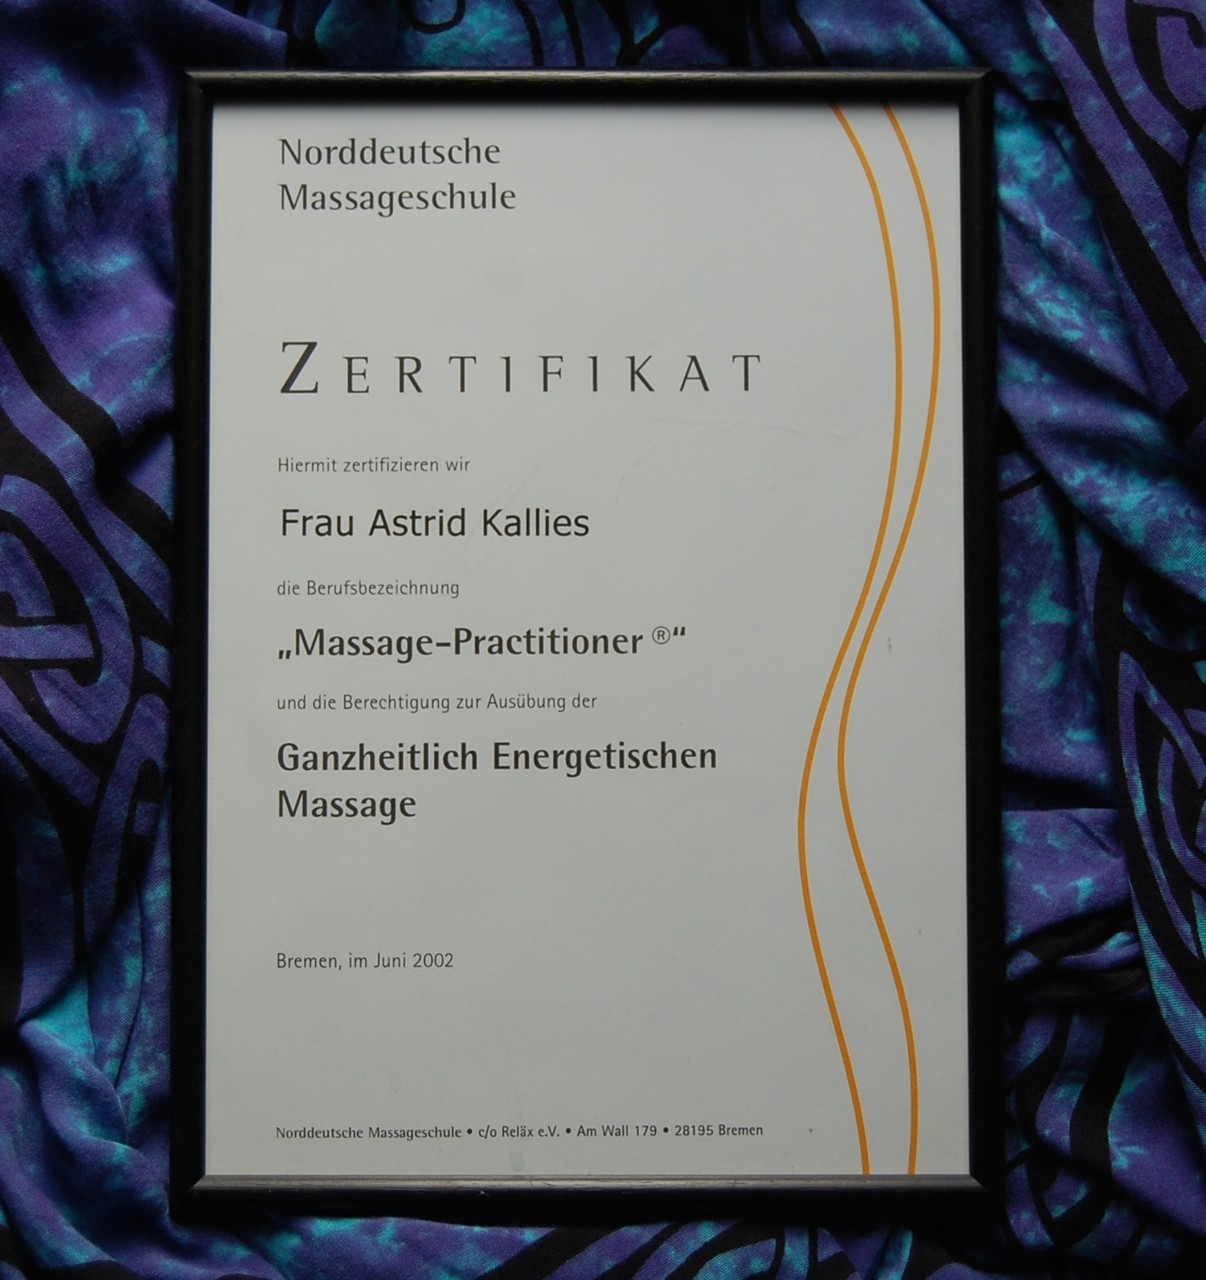 Norddeutsche
Massageschule
ZERTIFIKAT
Hiermit zertifizieren wir
Frau Astrid Kallies
die Berufsbezeichnung
„Massage-Practitioner ®“
und die Berechtigung zur Ausübung der
Ganzheitlich Energetischen
Massage
Bremen, im Juni 2002
Norddeutsche Massageschule • c/o Reläx e.V. • Am Wall 179 • 28195 Bremen